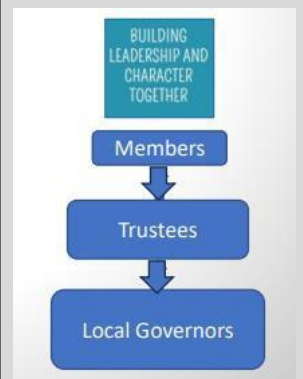 BUILDING
LEADERSHIP AND
CHARACTER
TOGETHER
Members
Trustees
Local Governors